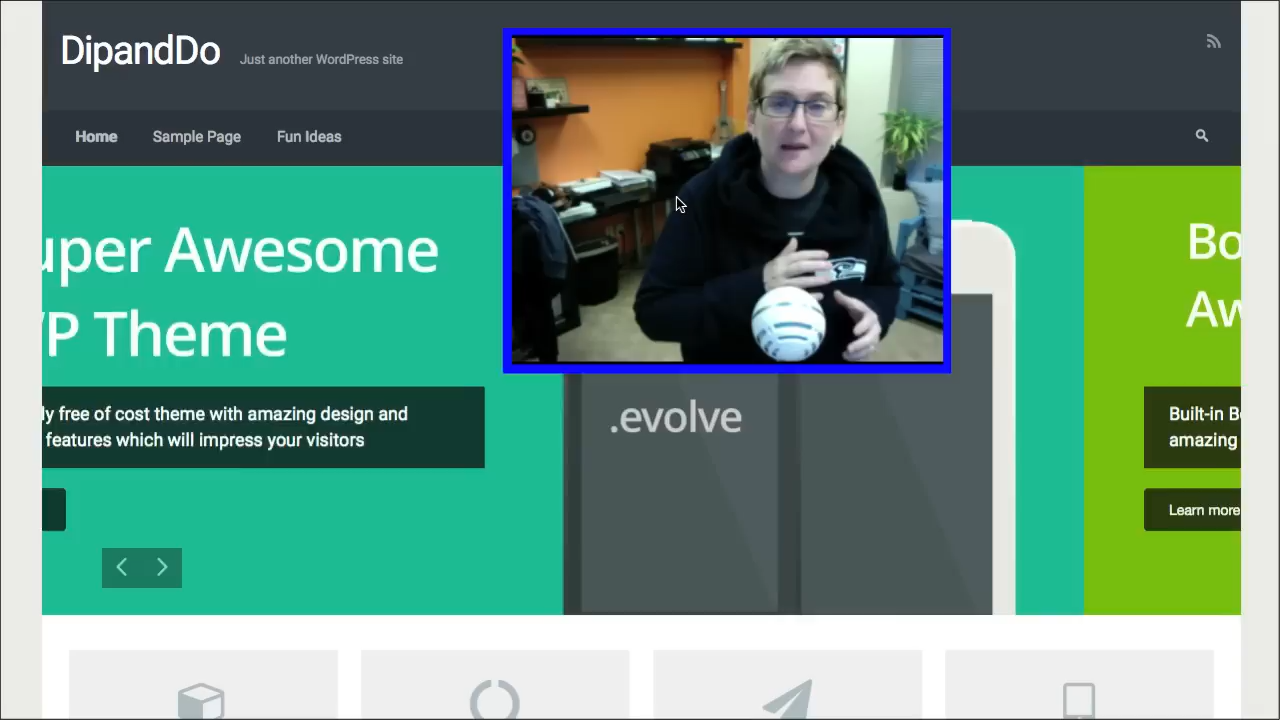 DipandDo
Just another WordPress site
Home
Sample Page
Fun Ideas
uper Awesome
P Theme
ly free of cost theme with amazing design and
features which will impress your visitors
.evolve
Bo
Aw
Built-in B
amazing
Learn more